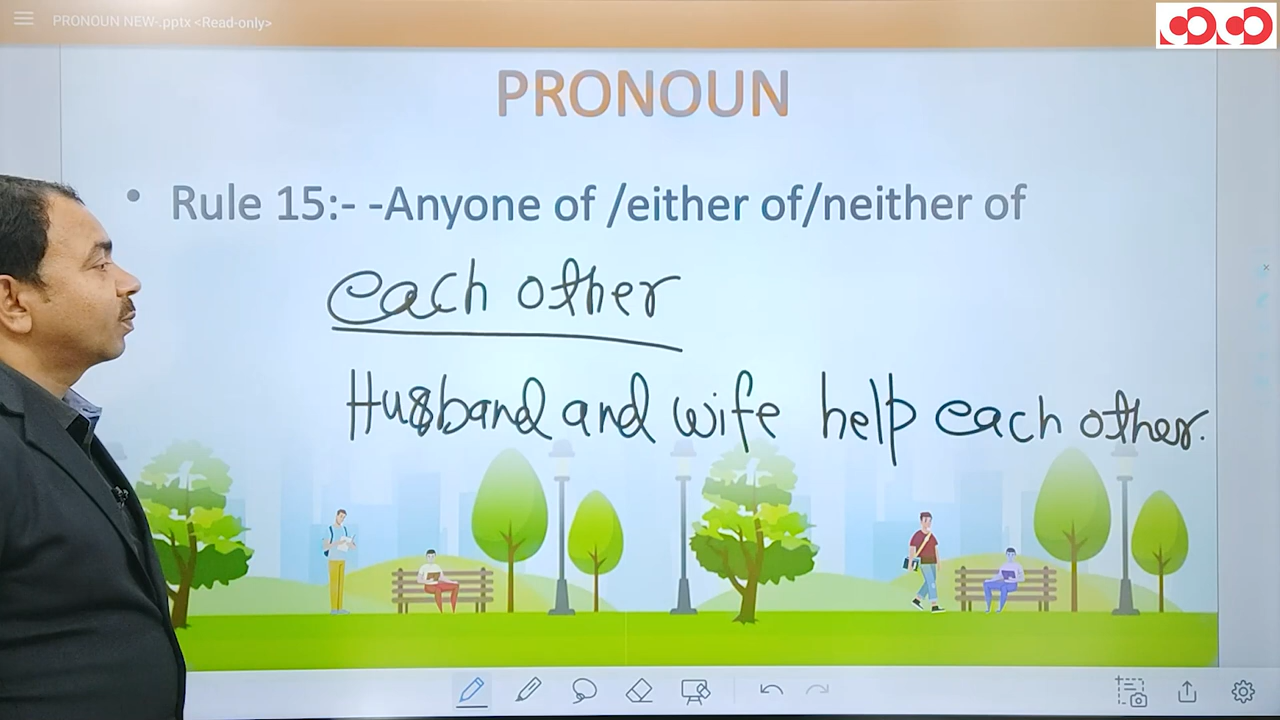 PRONOUN NEW-.pptx <Read-only>
PRONOUN
• Rule 15:- -Anyone of /either of/neither of
each other
Husband and wife help each other.